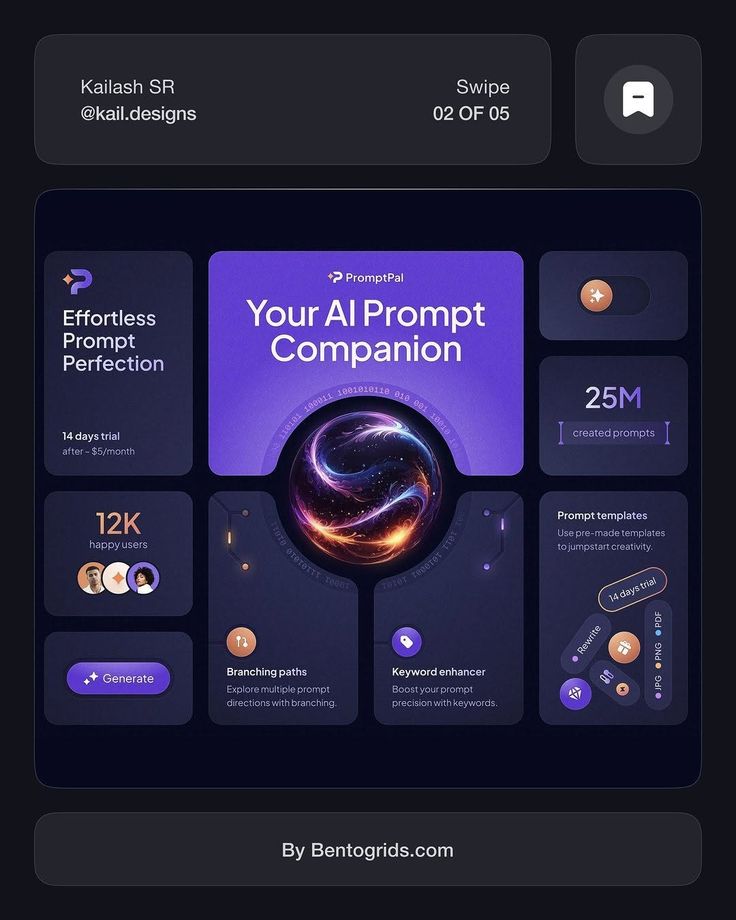 Kailash SR
@kail.designs
Swipe
02 OF 05
Effortless
Prompt
Perfection
14 days trial
after – $5/month
PromptPal
Your AI Prompt
Companion
25M
created prompts
12K
happy users
Generate
Branching paths
Explore multiple prompt
directions with branching.
Keyword enhancer
Boost your prompt
precision with keywords.
Prompt templates
Use pre-made templates
to jumpstart creativity.
14 days trial
Rewrite
JPG PNG PDF
By Bentogrids.com